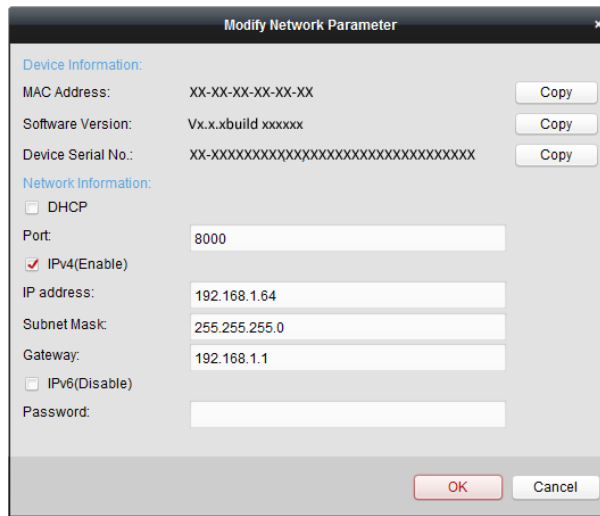 Modify Network Parameter
Device Information:
MAC Address: XX-XX-XX-XX-XX-XX Copy
Software Version: Vx.x.xbuild xxxxxx Copy
Device Serial No.: XX-XXXXXXXXXXXXXXXXXXXXXXXXXXXXXXX Copy
Network Information:
DHCP
Port: 8000
IPv4(Enable)
IP address: 192.168.1.64
Subnet Mask: 255.255.255.0
Gateway: 192.168.1.1
IPv6(Disable)
Password:
OK Cancel